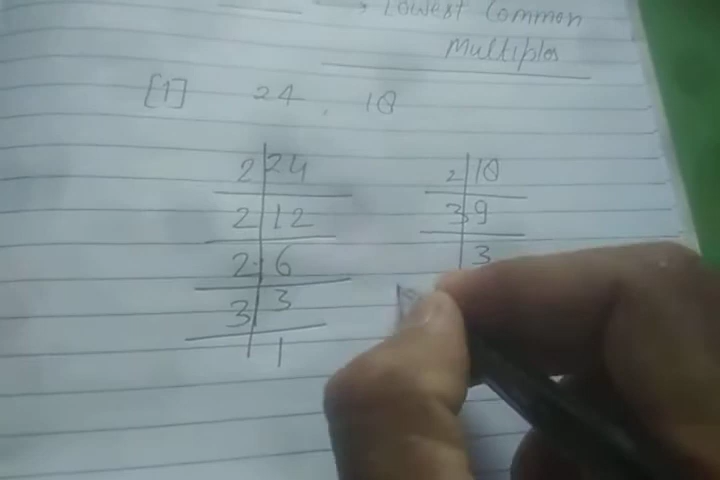 Lowest Common
Multiples
[1] 24 , 18
2 24
2 12
2 6
3 3
1
2 18
3 9
3